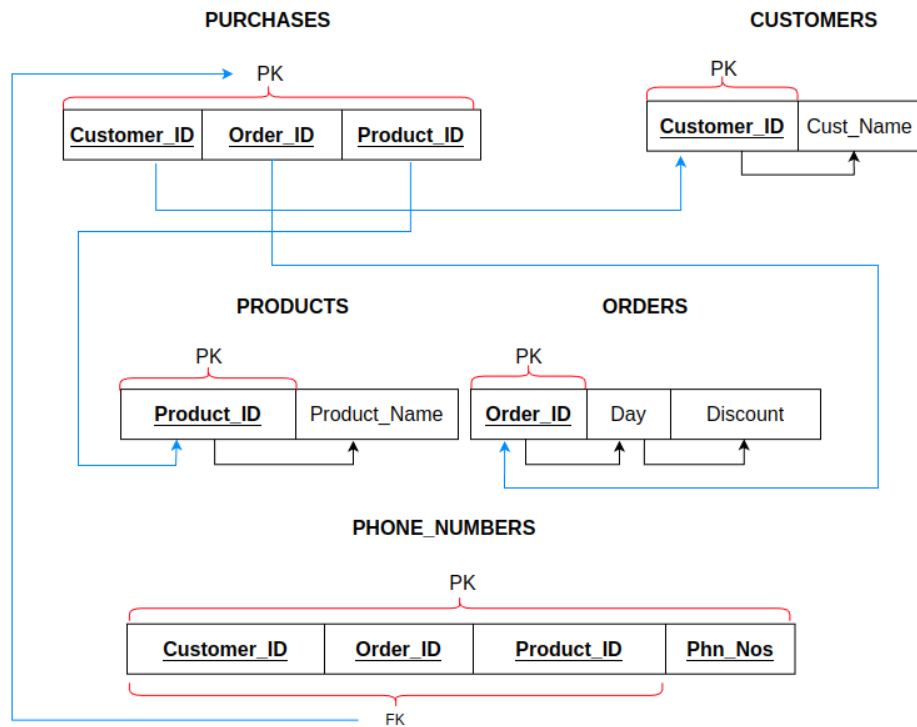 PURCHASES
CUSTOMERS
PK
PK
Customer_ID Order_ID Product_ID
Customer_ID Cust_Name
PRODUCTS
ORDERS
PK
PK
Product_ID Product_Name
Order_ID Day Discount
PHONE_NUMBERS
PK
Customer_ID Order_ID Product_ID Phn_Nos
FK